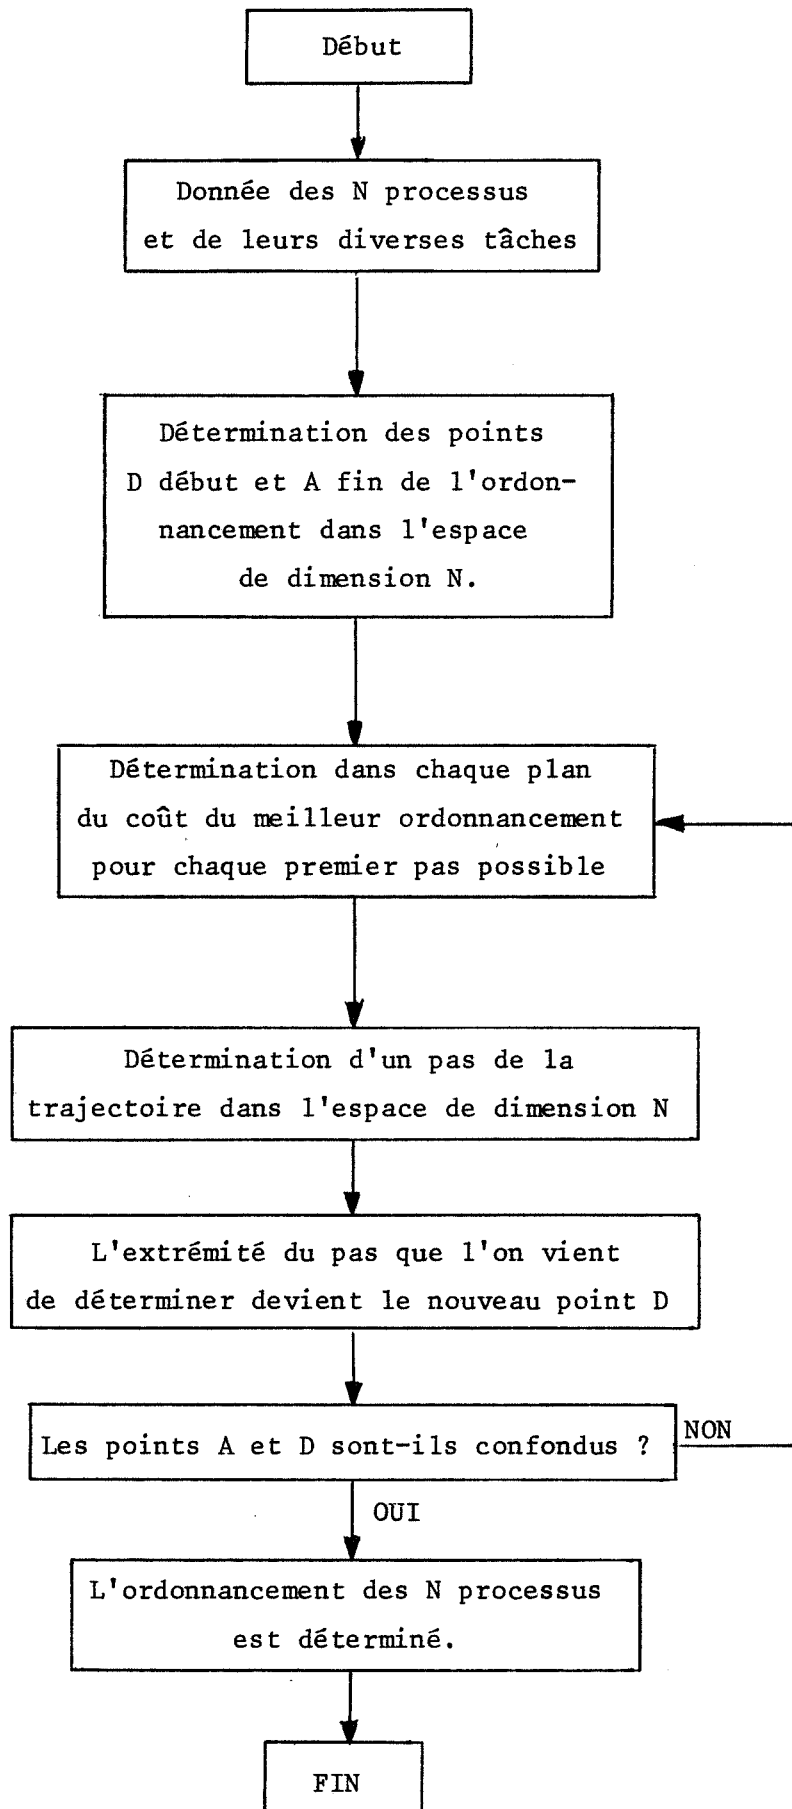 Début
Donnée des N processus
et de leurs diverses tâches
Détermination des points
D début et A fin de l'ordon-
nancement dans l'espace
de dimension N.
Détermination dans chaque plan
du coût du meilleur ordonnancement
pour chaque premier pas possible
Détermination d'un pas de la
trajectoire dans l'espace de dimension N
L'extrémité du pas que l'on vient
de déterminer devient le nouveau point D
Les points A et D sont-ils confondus ?
NON
OUI
L'ordonnancement des N processus
est déterminé.
FIN